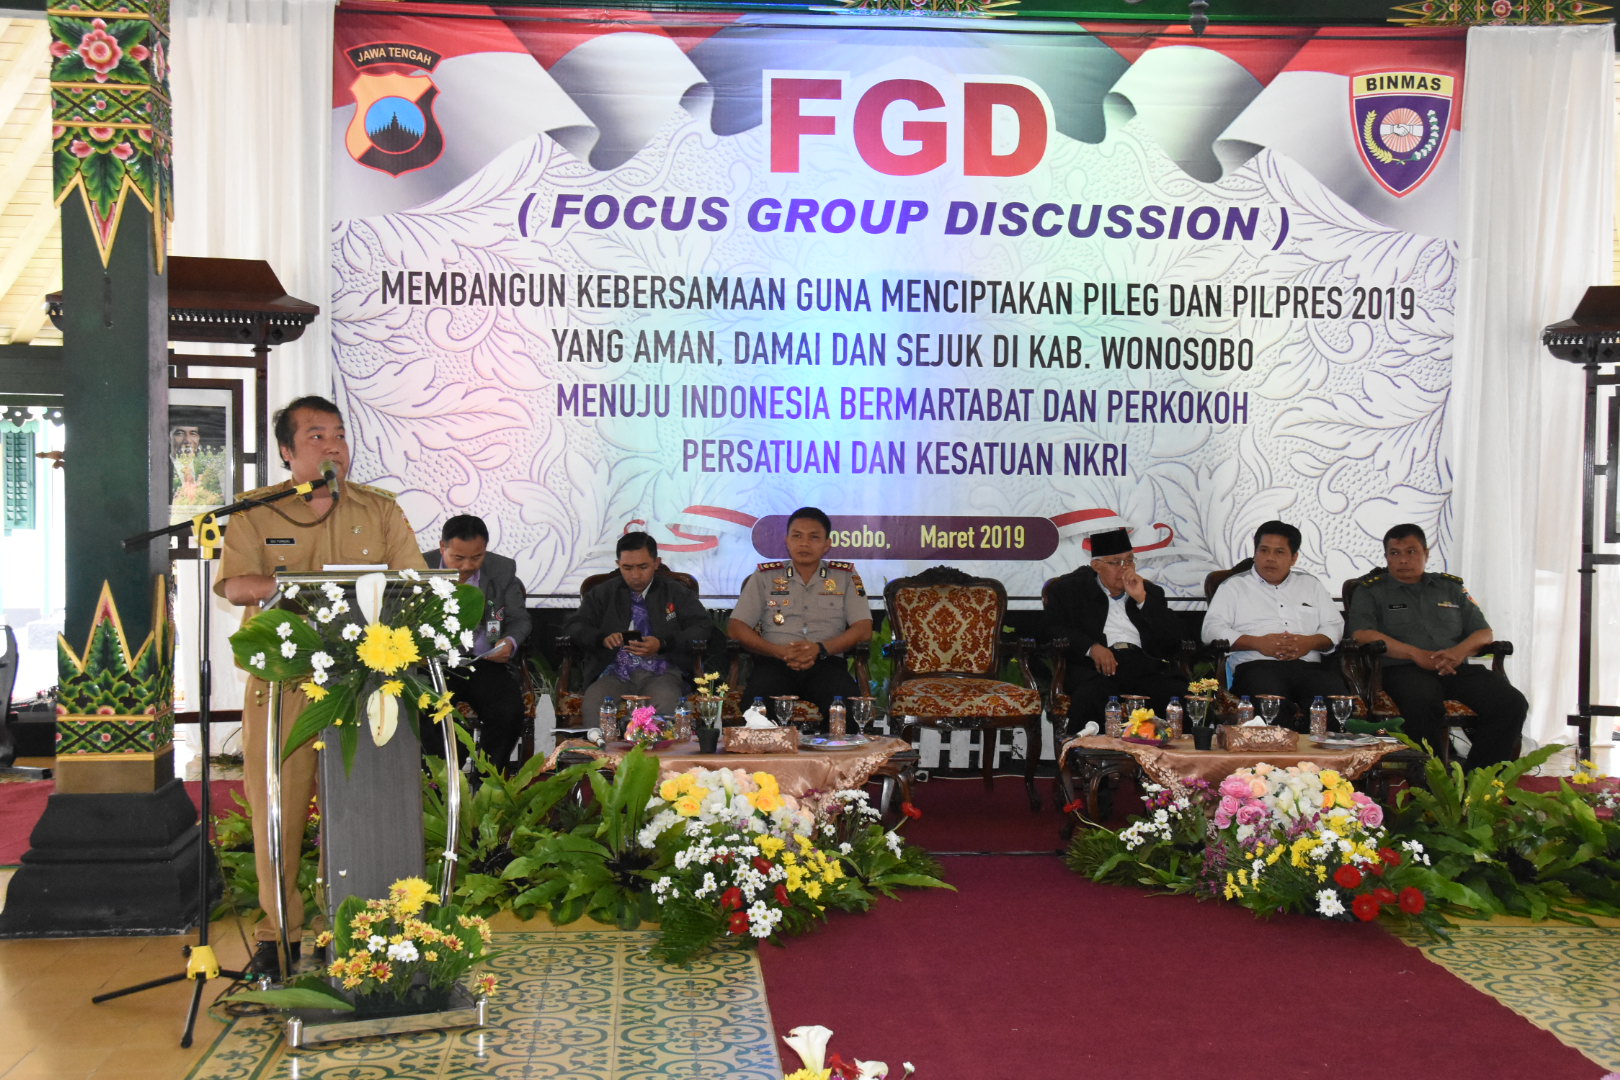 JAWA TENGAH
BINMAS
FGD
( FOCUS GROUP DISCUSSION )
MEMBANGUN KEBERSAMAAN GUNA MENCIPTAKAN PILEG DAN PILPRES 2019
YANG AMAN, DAMAI DAN SEJUK DI KAB. WONOSOBO
MENUJU INDONESIA BERMARTABAT DAN PERKOKOH
PERSATUAN DAN KESATUAN NKRI
osobo, Maret 2019